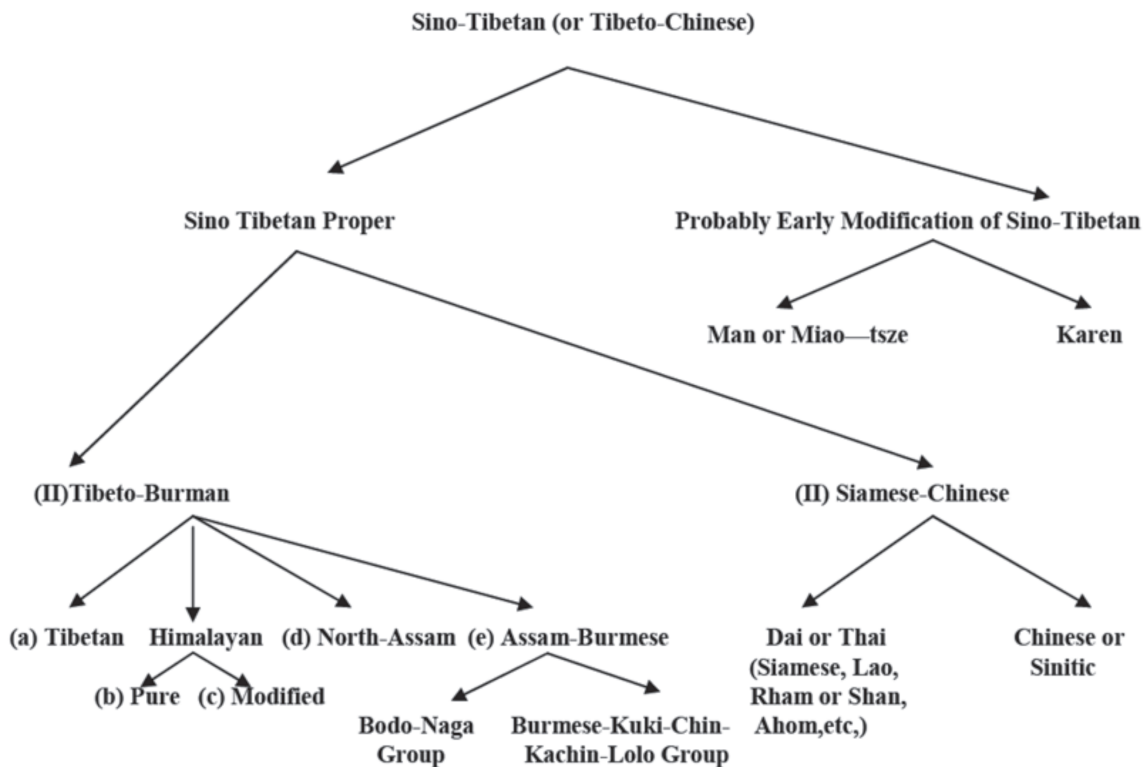 Sino-Tibetan (or Tibeto-Chinese)
Sino Tibetan Proper
Probably Early Modification of Sino-Tibetan
Man or Miao—tsze
Karen
(II)Tibeto-Burman
(II) Siamese-Chinese
(a) Tibetan
Himalayan
(d) North-Assam
(e) Assam-Burmese
Dai or Thai
(Siamese, Lao,
Rham or Shan,
Ahom,etc,)
Chinese or
Sinitic
(b) Pure
(c) Modified
Bodo-Naga
Group
Burmese-Kuki-Chin-
Kachin-Lolo Group